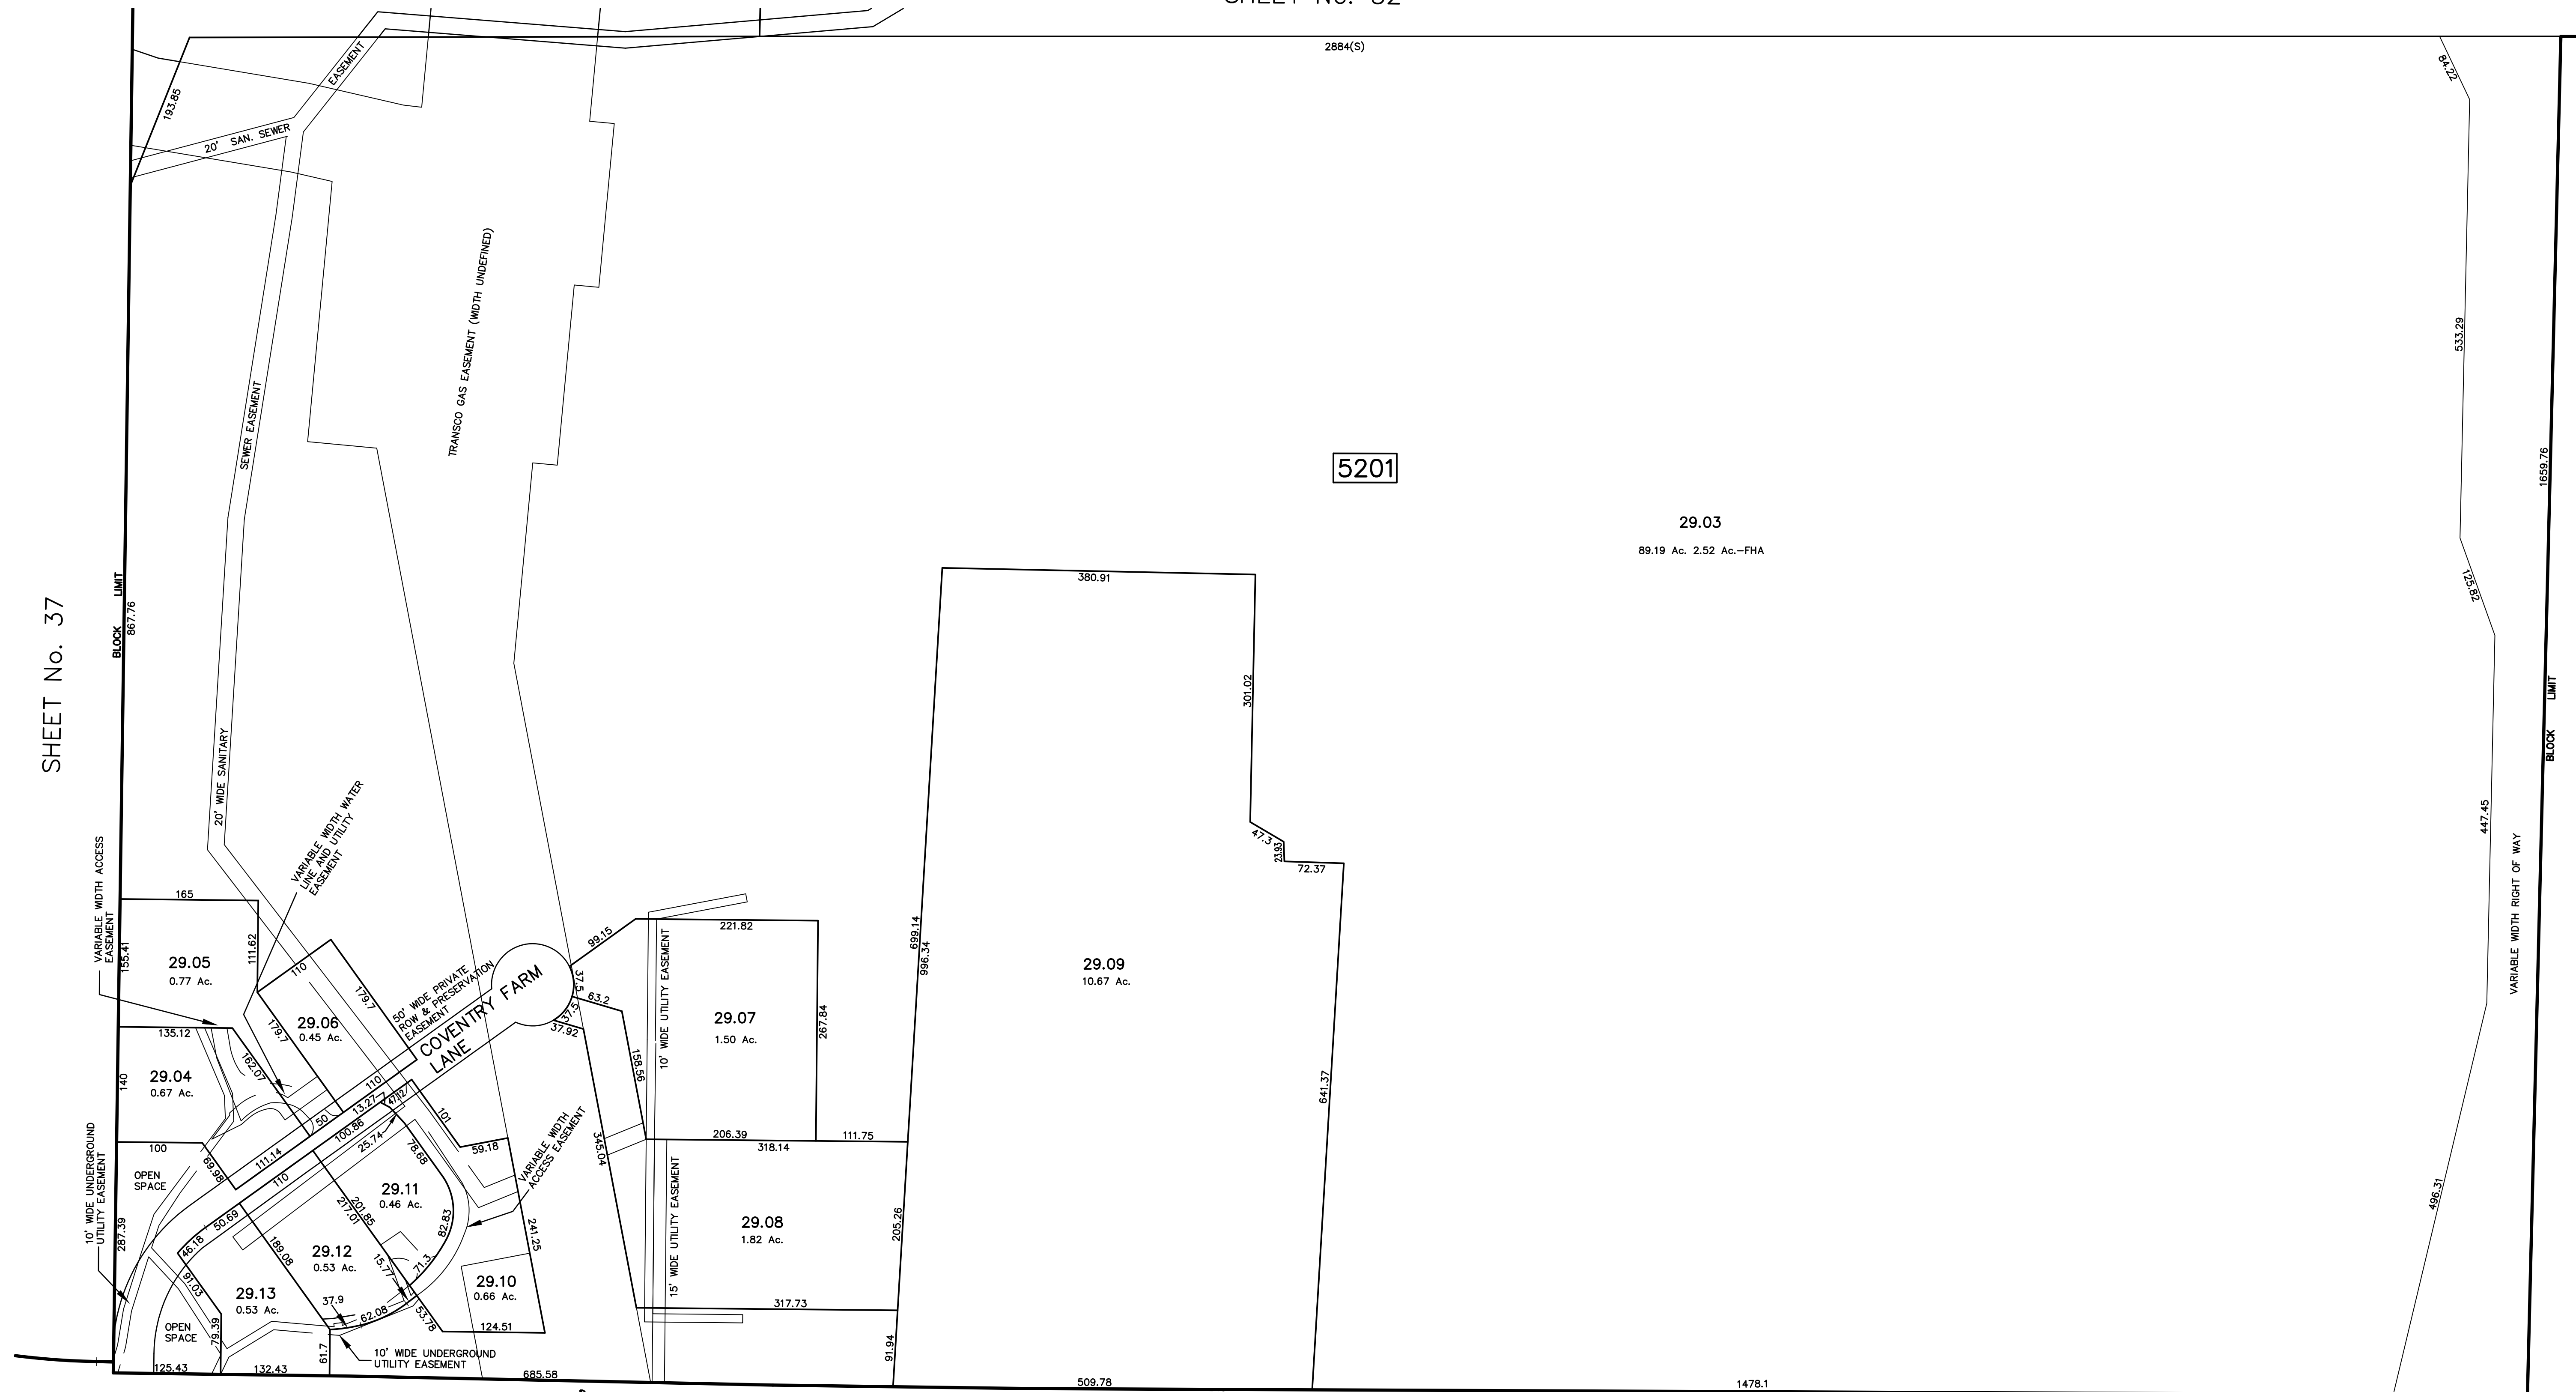 2884(S)
84.22
EASEMENT
193.85
20' SAN. SEWER
TRANSCO GAS EASEMENT (WIDTH UNDEFINED)
533.29
SEWER EASEMENT
5201
1659.76
29.03
89.19 Ac. 2.52 Ac.-FHA
SHEET No. 37
BLOCK LIMIT
867.76
380.91
125.82
301.02
BLOCK LIMIT
20' WIDE SANITARY
VARIABLE WIDTH WATER
LINE AND UTILITY
EASEMENT
447.45
47.3
23.93
72.37
VARIABLE WIDTH RIGHT OF WAY
VARIABLE WIDTH ACCESS
EASEMENT
165
155.41
29.05
0.77 Ac.
111.62
110
179.7
50' WIDE PRIVATE
ROW & PRESERVATION
EASEMENT
COVENTRY FARM
LANE
99.15
37.5
63.2
37.5
37.92
221.82
10' WIDE UTILITY EASEMENT
29.07
1.50 Ac.
267.84
699.14
996.34
29.09
10.67 Ac.
641.37
179.7
29.06
0.45 Ac.
135.12
162.07
140
29.04
0.67 Ac.
158.56
110
13.27
47.12
50
100.86
25.74
101
59.18
78.68
VARIABLE WIDTH
ACCESS EASEMENT
345.04
206.39
318.14
111.75
10' WIDE UNDERGROUND
UTILITY EASEMENT
100
69.98
111.14
110
OPEN
SPACE
287.39
29.11
0.46 Ac.
201.85
217.01
82.83
241.25
15' WIDE UTILITY EASEMENT
29.08
1.82 Ac.
205.26
496.31
50.69
46.18
189.08
29.12
0.53 Ac.
15.77
71.3
91.03
29.13
0.53 Ac.
29.10
0.66 Ac.
37.9
62.08
53.78
124.51
317.73
OPEN
SPACE
79.39
61.7
91.94
10' WIDE UNDERGROUND
UTILITY EASEMENT
125.43
132.43
685.58
509.78
1478.1